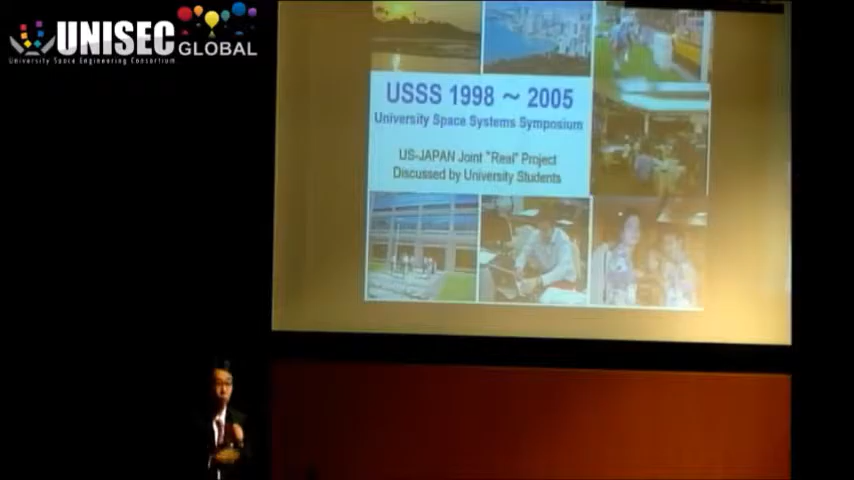 UNISEC
GLOBAL
University Space Engineering Consortium
USSS 1998 ~ 2005
University Space Systems Symposium
US-JAPAN Joint "Real" Project
Discussed by University Students